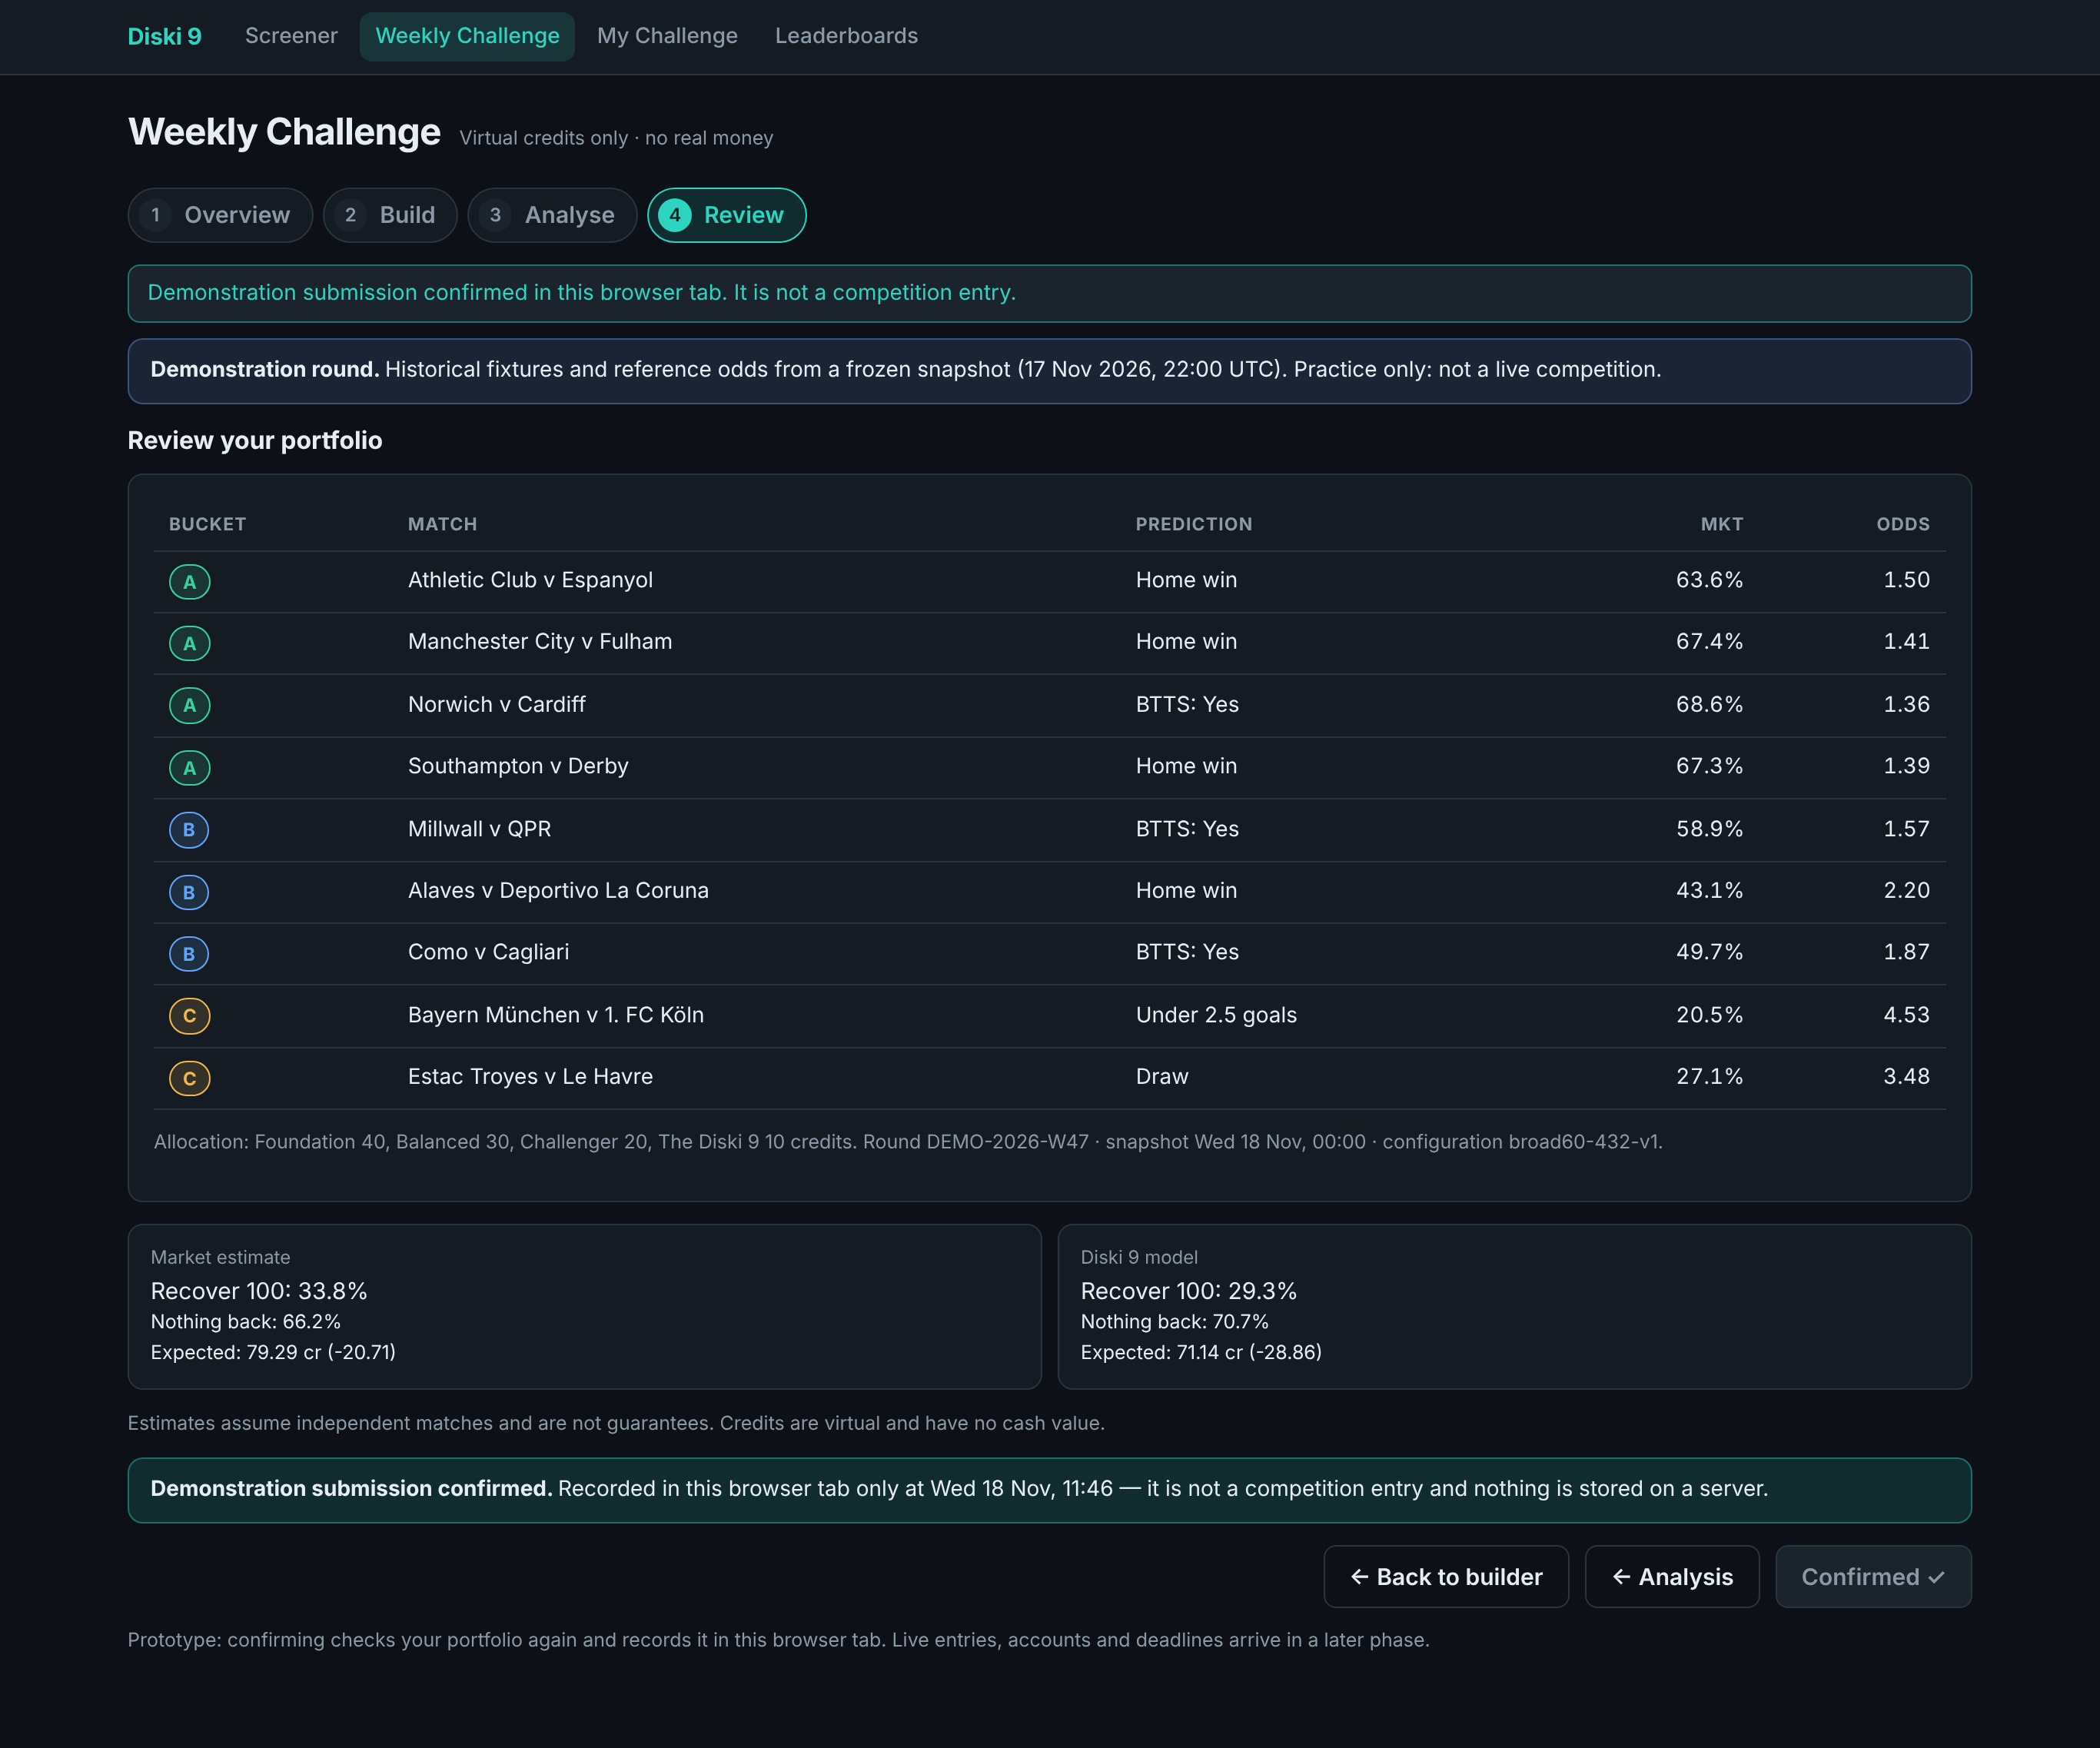 Diski 9 Screener Weekly Challenge My Challenge Leaderboards
Weekly Challenge Virtual credits only · no real money
1 Overview 2 Build 3 Analyse 4 Review
Demonstration submission confirmed in this browser tab. It is not a competition entry.
Demonstration round. Historical fixtures and reference odds from a frozen snapshot (17 Nov 2026, 22:00 UTC). Practice only: not a live competition.
Review your portfolio
BUCKET MATCH PREDICTION MKT ODDS
A Athletic Club v Espanyol Home win 63.6% 1.50
A Manchester City v Fulham Home win 67.4% 1.41
A Norwich v Cardiff BTTS: Yes 68.6% 1.36
A Southampton v Derby Home win 67.3% 1.39
B Millwall v QPR BTTS: Yes 58.9% 1.57
B Alaves v Deportivo La Coruna Home win 43.1% 2.20
B Como v Cagliari BTTS: Yes 49.7% 1.87
C Bayern München v 1. FC Köln Under 2.5 goals 20.5% 4.53
C Estac Troyes v Le Havre Draw 27.1% 3.48
Allocation: Foundation 40, Balanced 30, Challenger 20, The Diski 9 10 credits. Round DEMO-2026-W47 · snapshot Wed 18 Nov, 00:00 · configuration broad60-432-v1.
Market estimate
Recover 100: 33.8%
Nothing back: 66.2%
Expected: 79.29 cr (-20.71)
Diski 9 model
Recover 100: 29.3%
Nothing back: 70.7%
Expected: 71.14 cr (-28.86)
Estimates assume independent matches and are not guarantees. Credits are virtual and have no cash value.
Demonstration submission confirmed. Recorded in this browser tab only at Wed 18 Nov, 11:46 — it is not a competition entry and nothing is stored on a server.
← Back to builder ← Analysis Confirmed ✓
Prototype: confirming checks your portfolio again and records it in this browser tab. Live entries, accounts and deadlines arrive in a later phase.